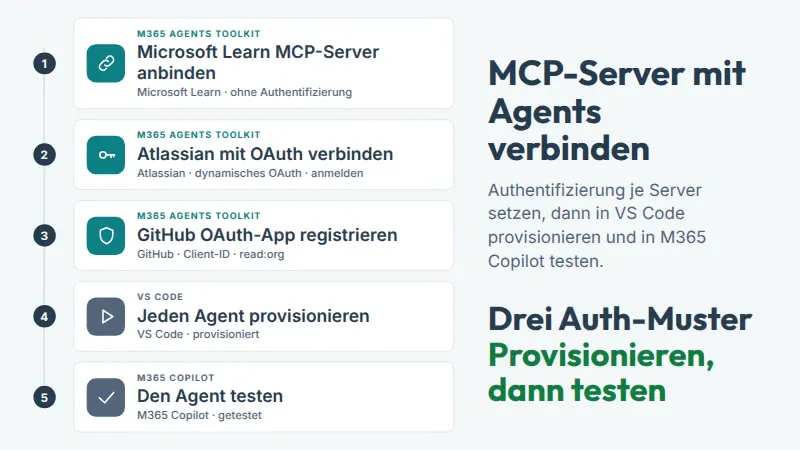 1
M365 AGENTS TOOLKIT
Microsoft Learn MCP-Server
anbinden
Microsoft Learn · ohne Authentifizierung
2
M365 AGENTS TOOLKIT
Atlassian mit OAuth verbinden
Atlassian · dynamisches OAuth · anmelden
3
M365 AGENTS TOOLKIT
GitHub OAuth-App registrieren
GitHub · Client-ID · read:org
4
VS CODE
Jeden Agent provisionieren
VS Code · provisioniert
5
M365 COPILOT
Den Agent testen
M365 Copilot · getestet
MCP-Server mit
Agents
verbinden
Authentifizierung je Server
setzen, dann in VS Code
provisionieren und in M365
Copilot testen.
Drei Auth-Muster
Provisionieren,
dann testen